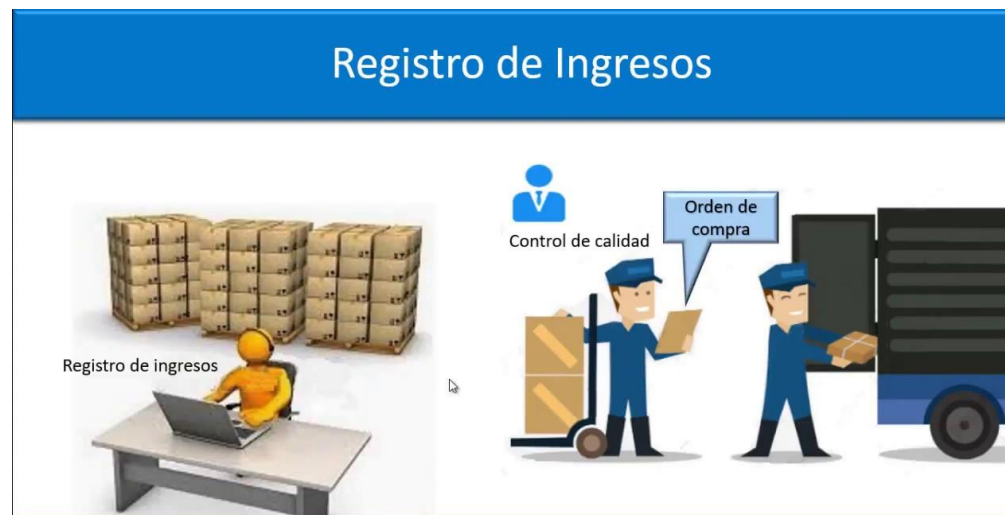 Registro de Ingresos
Control de calidad
Orden de
compra
Registro de ingresos